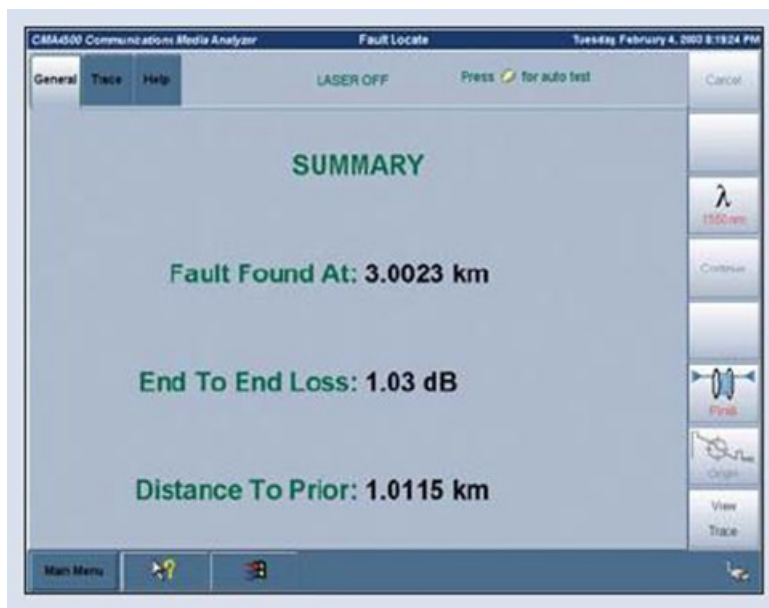 CMA4500 Communications Media Analyzer Fault Locate Tuesday, February 4, 2003 8:19:24 PM
General Trace Help LASER OFF Press for auto test Cancel
SUMMARY
λ
1550 nm
Fault Found At: 3.0023 km
Continue
End To End Loss: 1.03 dB
Distance To Prior: 1.0115 km
Origin
View
Trace
Main Menu